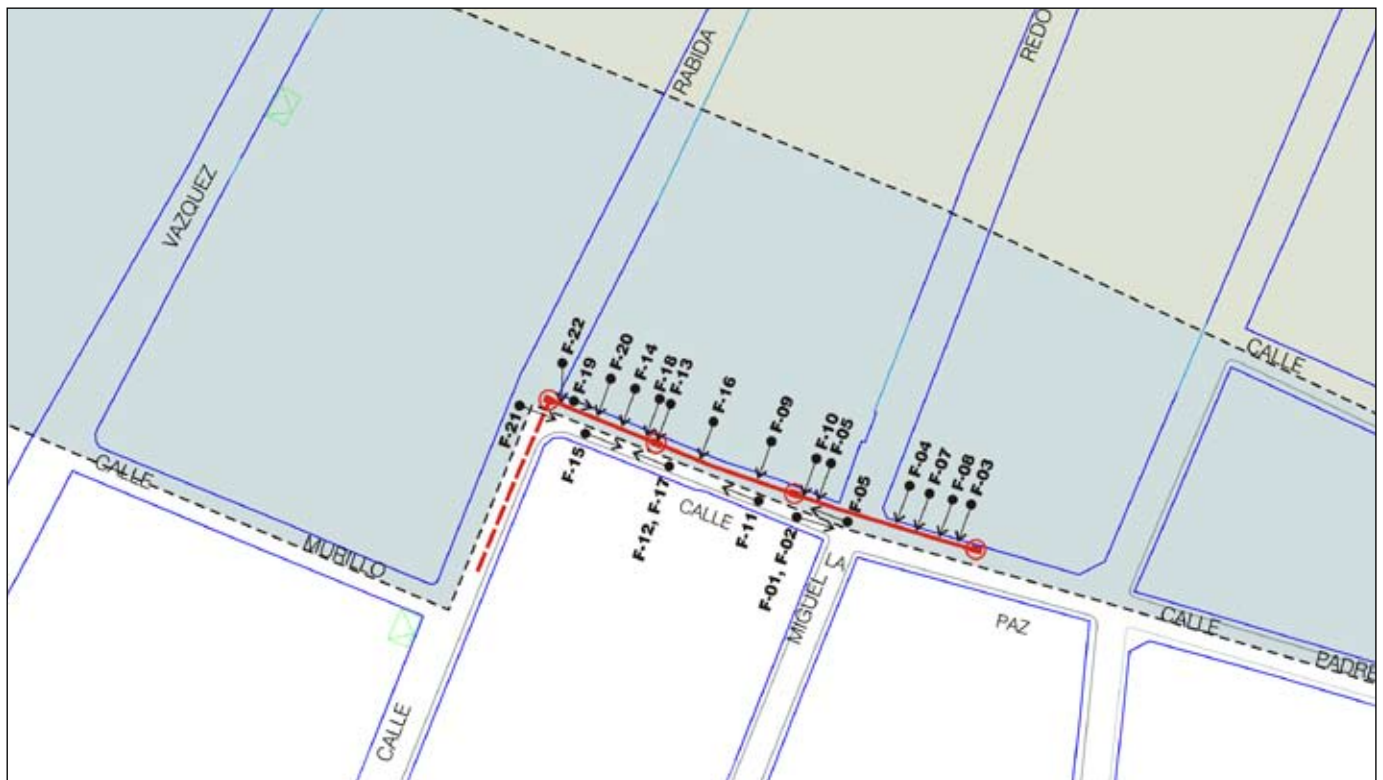 RABIDA
REDO
VAZQUEZ
CALLE
F-22
F-19
F-20
F-14
F-18
F-13
F-16
F-09
F-10
F-05
F-04
F-07
F-08
F-03
F-21
F-15
F-12, F-17
F-11
F-01, F-02
F-05
CALLE
CALLE
MURILLO
LA
MIGUEL
PAZ
CALLE
PADRE
CALLE